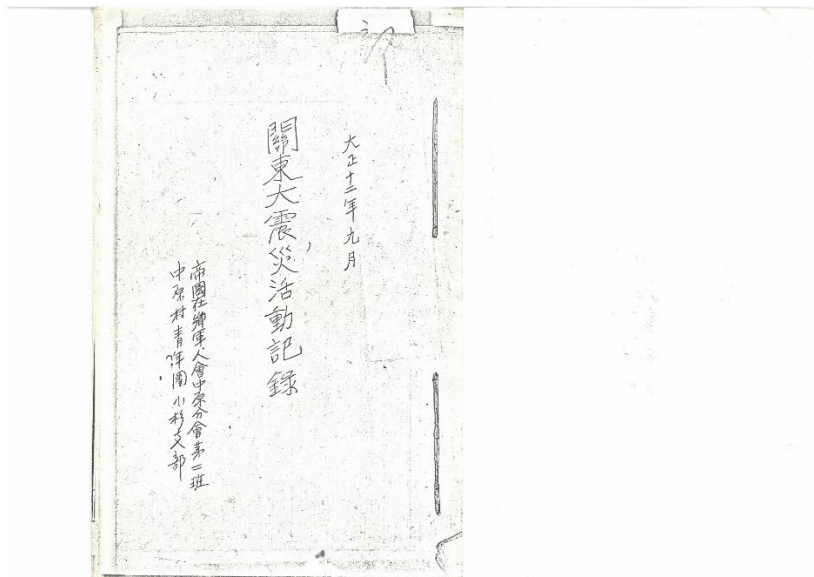 大正十二年九月
關東大震災活動記錄
帝國在鄕軍人會中原分會第二班
中原村青年團小杉支部
部